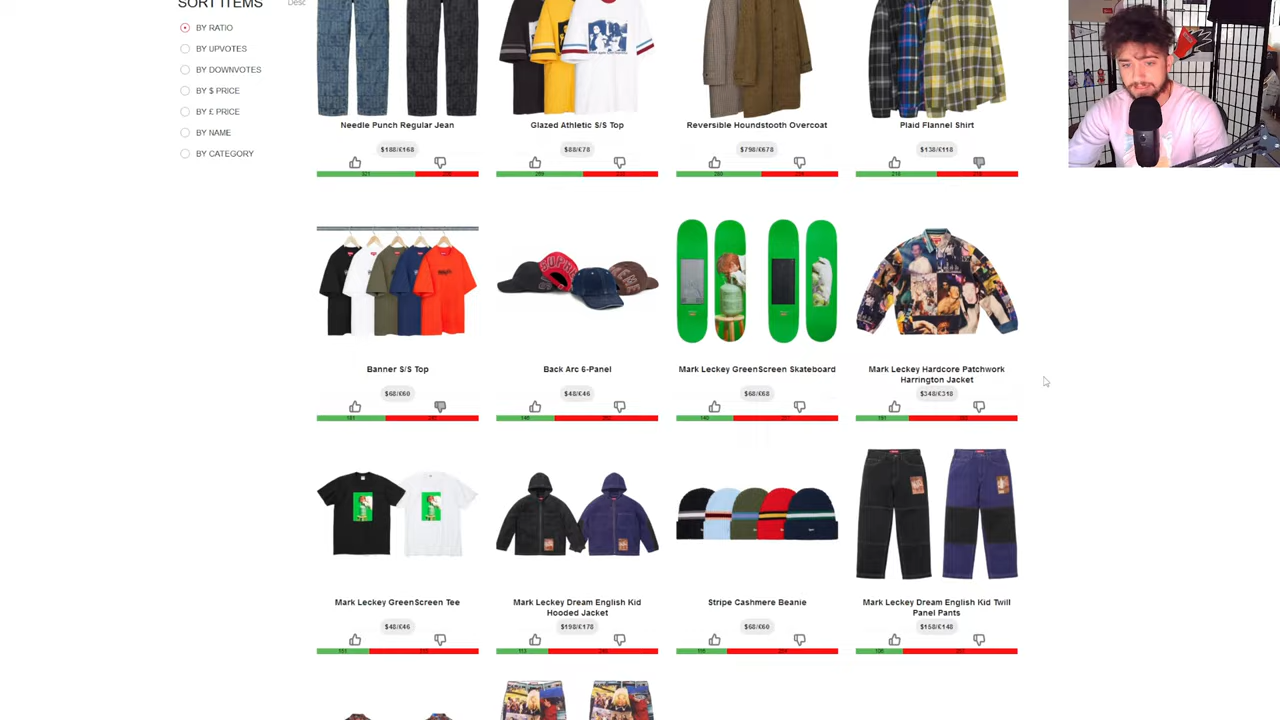 SORT ITEMS
Desc
BY RATIO
BY UPVOTES
BY DOWNVOTES
BY $ PRICE
BY £ PRICE
BY NAME
BY CATEGORY
Needle Punch Regular Jean
$188/£168
Glazed Athletic S/S Top
$88/£78
Reversible Houndstooth Overcoat
$798/£678
Plaid Flannel Shirt
$138/£118
Banner S/S Top
$68/£60
Back Arc 6-Panel
$48/£46
Mark Leckey GreenScreen Skateboard
$68/£68
Mark Leckey Hardcore Patchwork
Harrington Jacket
$348/£318
Mark Leckey GreenScreen Tee
$48/£46
Mark Leckey Dream English Kid
Hooded Jacket
$198/£178
Stripe Cashmere Beanie
$68/£60
Mark Leckey Dream English Kid Twill
Panel Pants
$158/£148